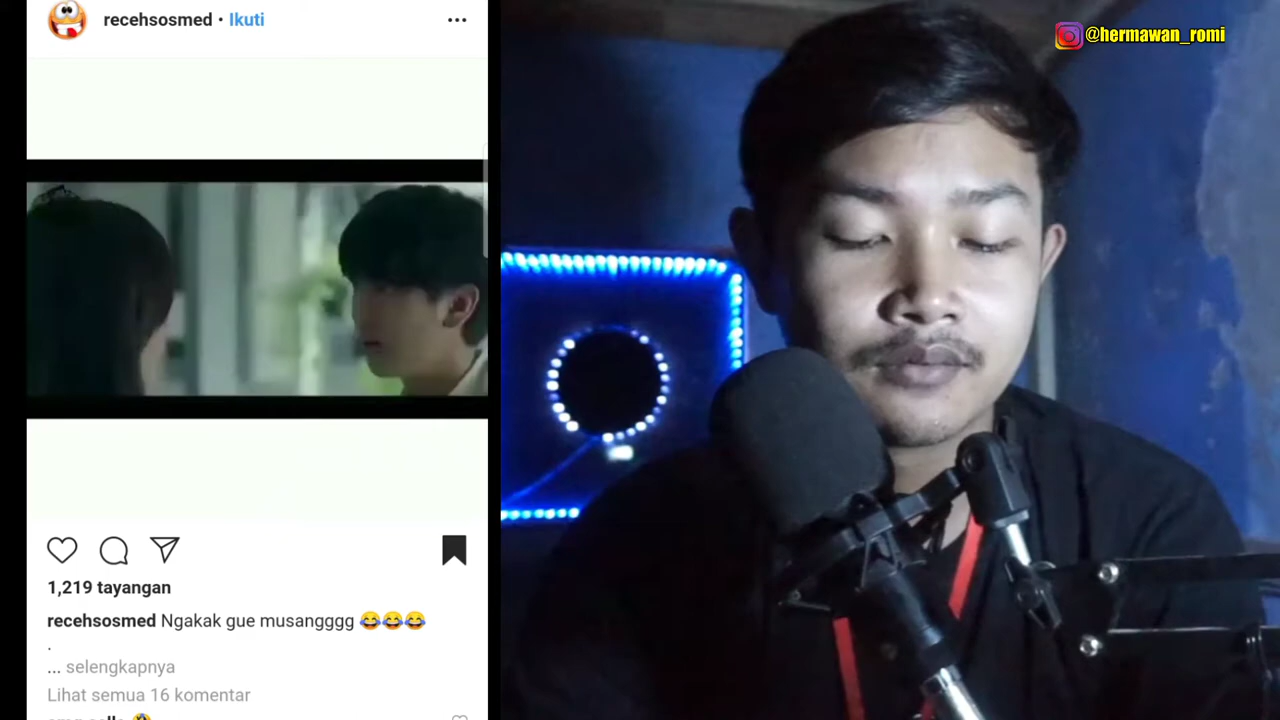 recehsosmed • Ikuti
@hermawan_romi
1,219 tayangan
recehsosmed Ngakak gue musangggg 😂😂😂
.
... selengkapnya
Lihat semua 16 komentar